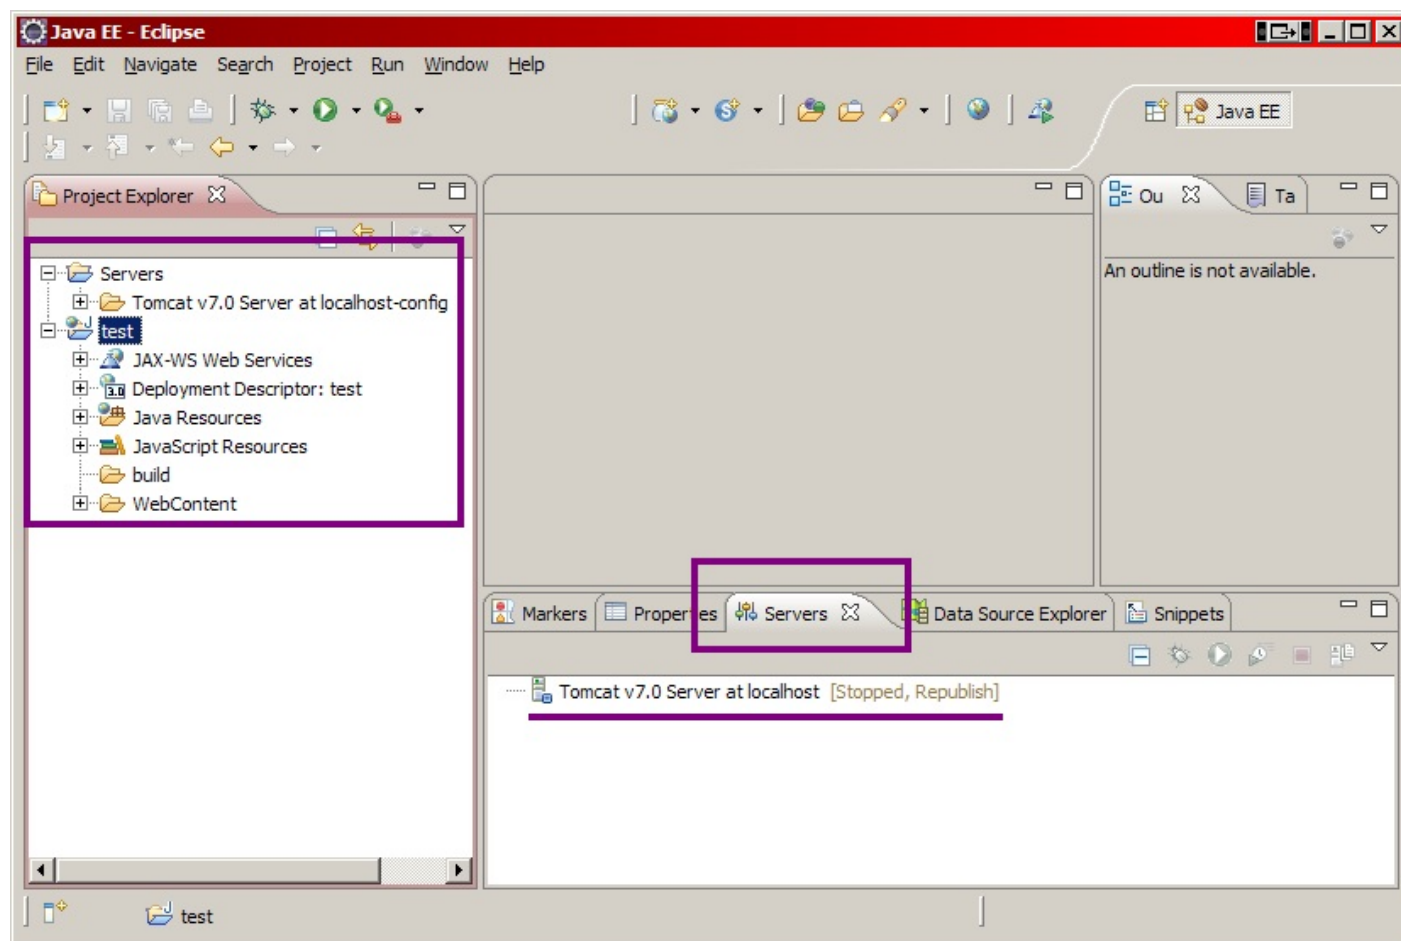 Java EE - Eclipse
File Edit Navigate Search Project Run Window Help
Java EE
Project Explorer
Servers
Tomcat v7.0 Server at localhost-config
test
JAX-WS Web Services
3.0 Deployment Descriptor: test
Java Resources
JavaScript Resources
build
WebContent
Ou Ta
An outline is not available.
Markers Properties Servers Data Source Explorer Snippets
Tomcat v7.0 Server at localhost [Stopped, Republish]
test